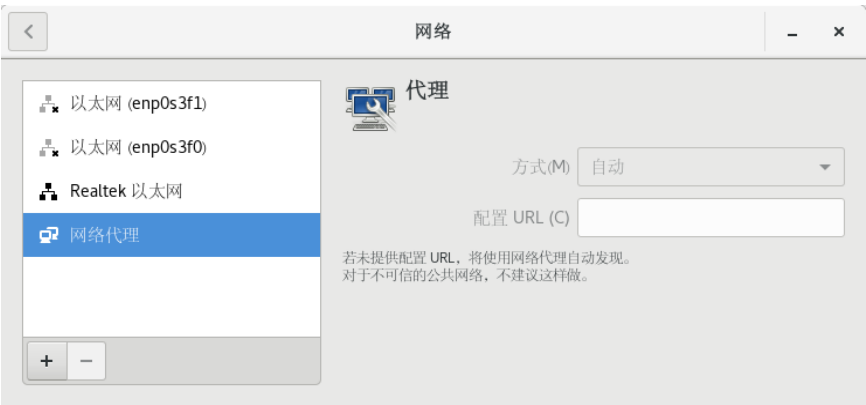 网络
以太网 (enp0s3f1)
以太网 (enp0s3f0)
Realtek 以太网
网络代理
代理
方式(M) 自动
配置 URL (C)
若未提供配置 URL，将使用网络代理自动发现。
对于不可信的公共网络，不建议这样做。